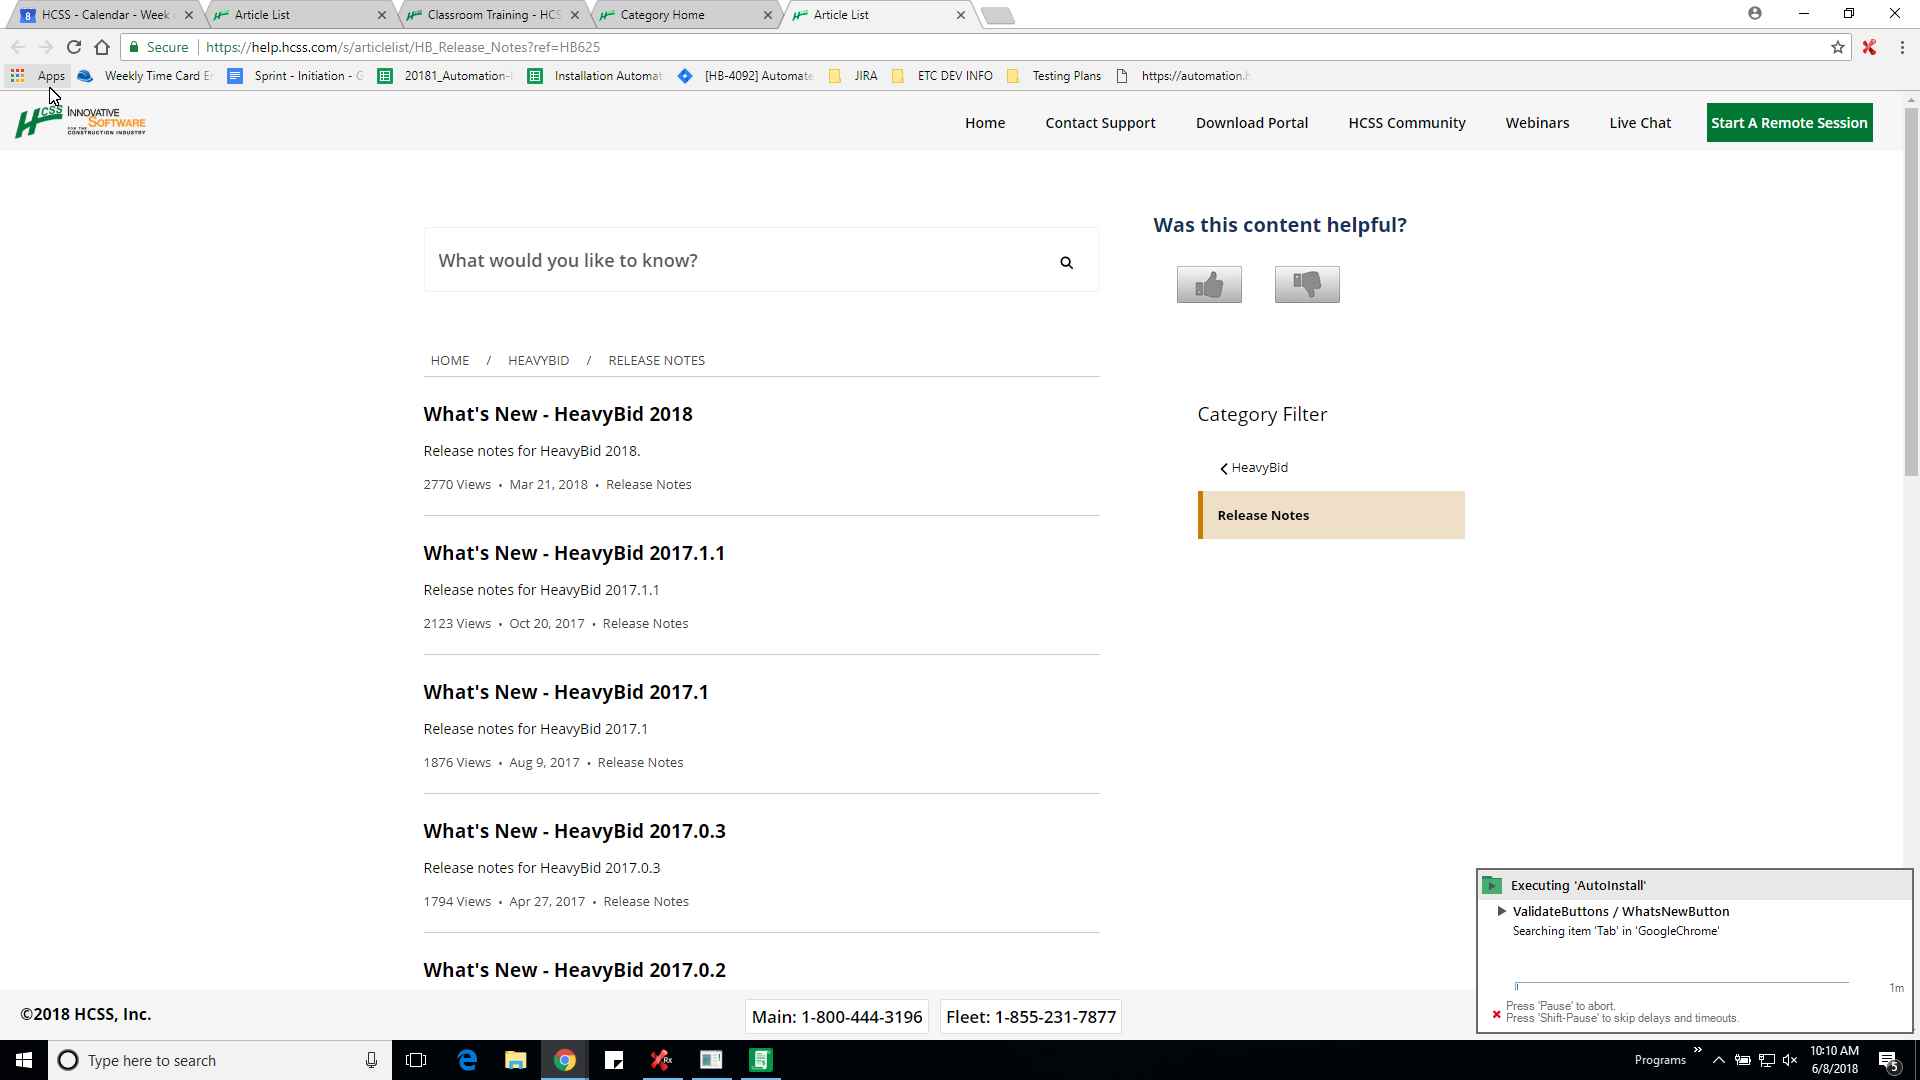 8 HCSS - Calendar - Week
Article List
Classroom Training - HCS
Category Home
Article List
Secure
https://help.hcss.com/s/articlelist/HB_Release_Notes?ref=HB625
Apps
Weekly Time Card
Sprint - Initiation -
20181_Automation-
Installation Automat
[HB-4092] Automate
JIRA
ETC DEV INFO
Testing Plans
https://automation.
HCSS INNOVATIVE
SOFTWARE
FOR THE
CONSTRUCTION INDUSTRY
Home
Contact Support
Download Portal
HCSS Community
Webinars
Live Chat
Start A Remote Session
What would you like to know?
Was this content helpful?
HOME / HEAVYBID / RELEASE NOTES
What's New - HeavyBid 2018
Release notes for HeavyBid 2018.
2770 Views • Mar 21, 2018 • Release Notes
What's New - HeavyBid 2017.1.1
Release notes for HeavyBid 2017.1.1
2123 Views • Oct 20, 2017 • Release Notes
What's New - HeavyBid 2017.1
Release notes for HeavyBid 2017.1
1876 Views • Aug 9, 2017 • Release Notes
What's New - HeavyBid 2017.0.3
Release notes for HeavyBid 2017.0.3
1794 Views • Apr 27, 2017 • Release Notes
What's New - HeavyBid 2017.0.2
Category Filter
HeavyBid
Release Notes
©2018 HCSS, Inc.
Main: 1-800-444-3196
Fleet: 1-855-231-7877
Executing 'AutoInstall'
ValidateButtons / WhatsNewButton
Searching item 'Tab' in 'GoogleChrome'
1m
Press 'Pause' to abort.
Press 'Shift-Pause' to skip delays and timeouts.
Type here to search
Rx
Programs
10:10 AM
6/8/2018
5